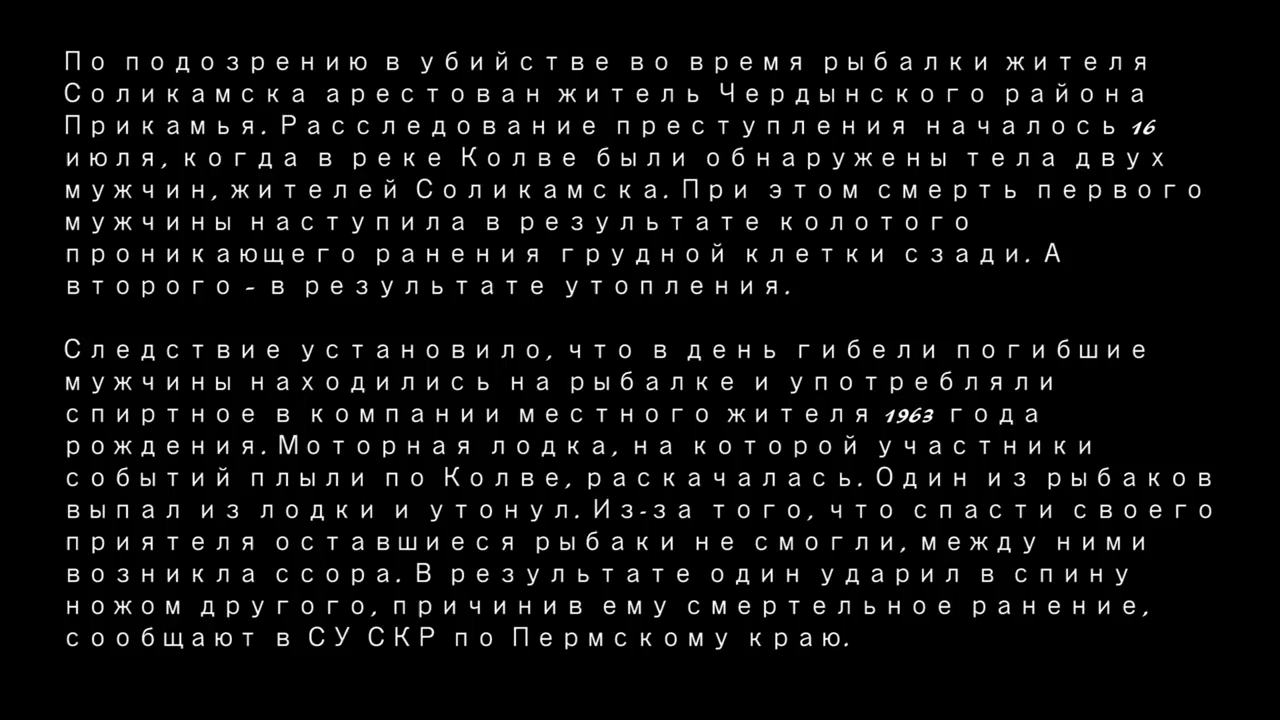 По подозрению в убийстве во время рыбалки жителя
Соликамска арестован житель Чердынского района
Прикамья. Расследование преступления началось 16
июля, когда в реке Колве были обнаружены тела двух
мужчин, жителей Соликамска. При этом смерть первого
мужчины наступила в результате колотого
проникающего ранения грудной клетки сзади. А
второго - в результате утопления.

Следствие установило, что в день гибели погибшие
мужчины находились на рыбалке и употребляли
спиртное в компании местного жителя 1963 года
рождения. Моторная лодка, на которой участники
событий плыли по Колве, раскачалась. Один из рыбаков
выпал из лодки и утонул. Из-за того, что спасти своего
приятеля оставшиеся рыбаки не смогли, между ними
возникла ссора. В результате один ударил в спину
ножом другого, причинив ему смертельное ранение,
сообщают в СУ СКР по Пермскому краю.